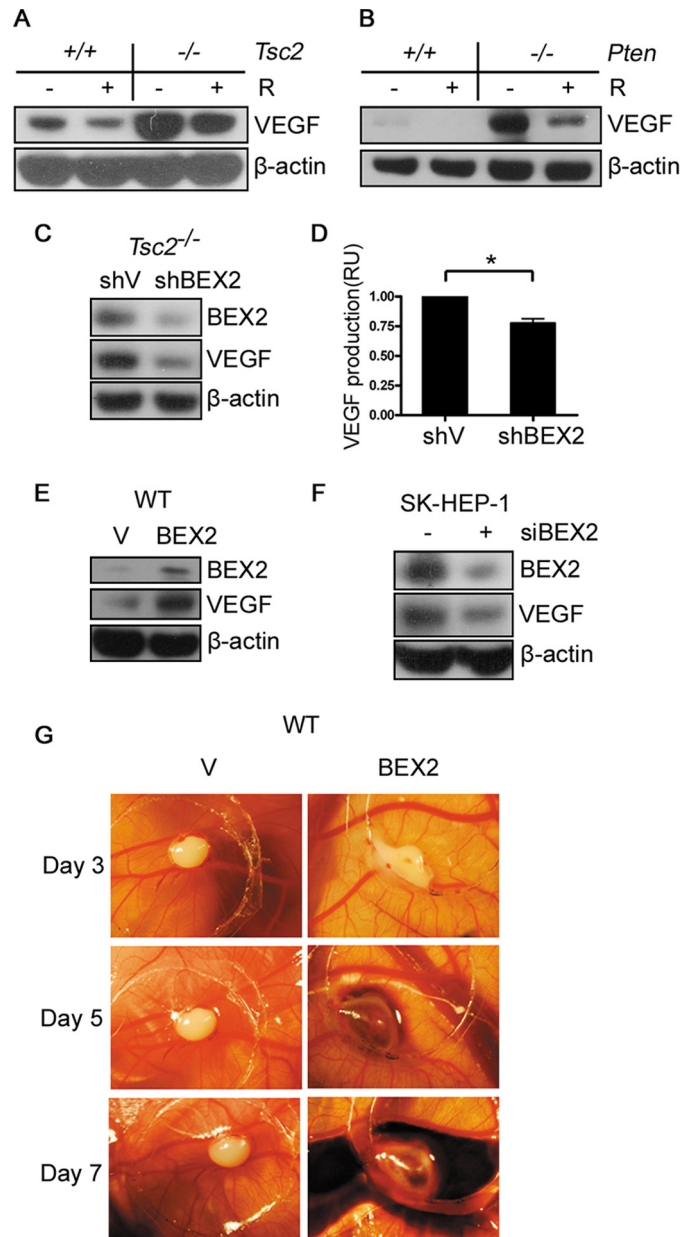 A
+/+ -/- Tsc2
- + - + R
VEGF
β-actin
B
+/+ -/- Pten
- + - + R
VEGF
β-actin
C
Tsc2-/-
shV shBEX2
BEX2
VEGF
β-actin
D
*
VEGF production(RU)
1.00
0.75
0.50
0.25
0.00
shV shBEX2
E
WT
V BEX2
BEX2
VEGF
β-actin
F
SK-HEP-1
- + siBEX2
BEX2
VEGF
β-actin
G
WT
V BEX2
Day 3
Day 5
Day 7